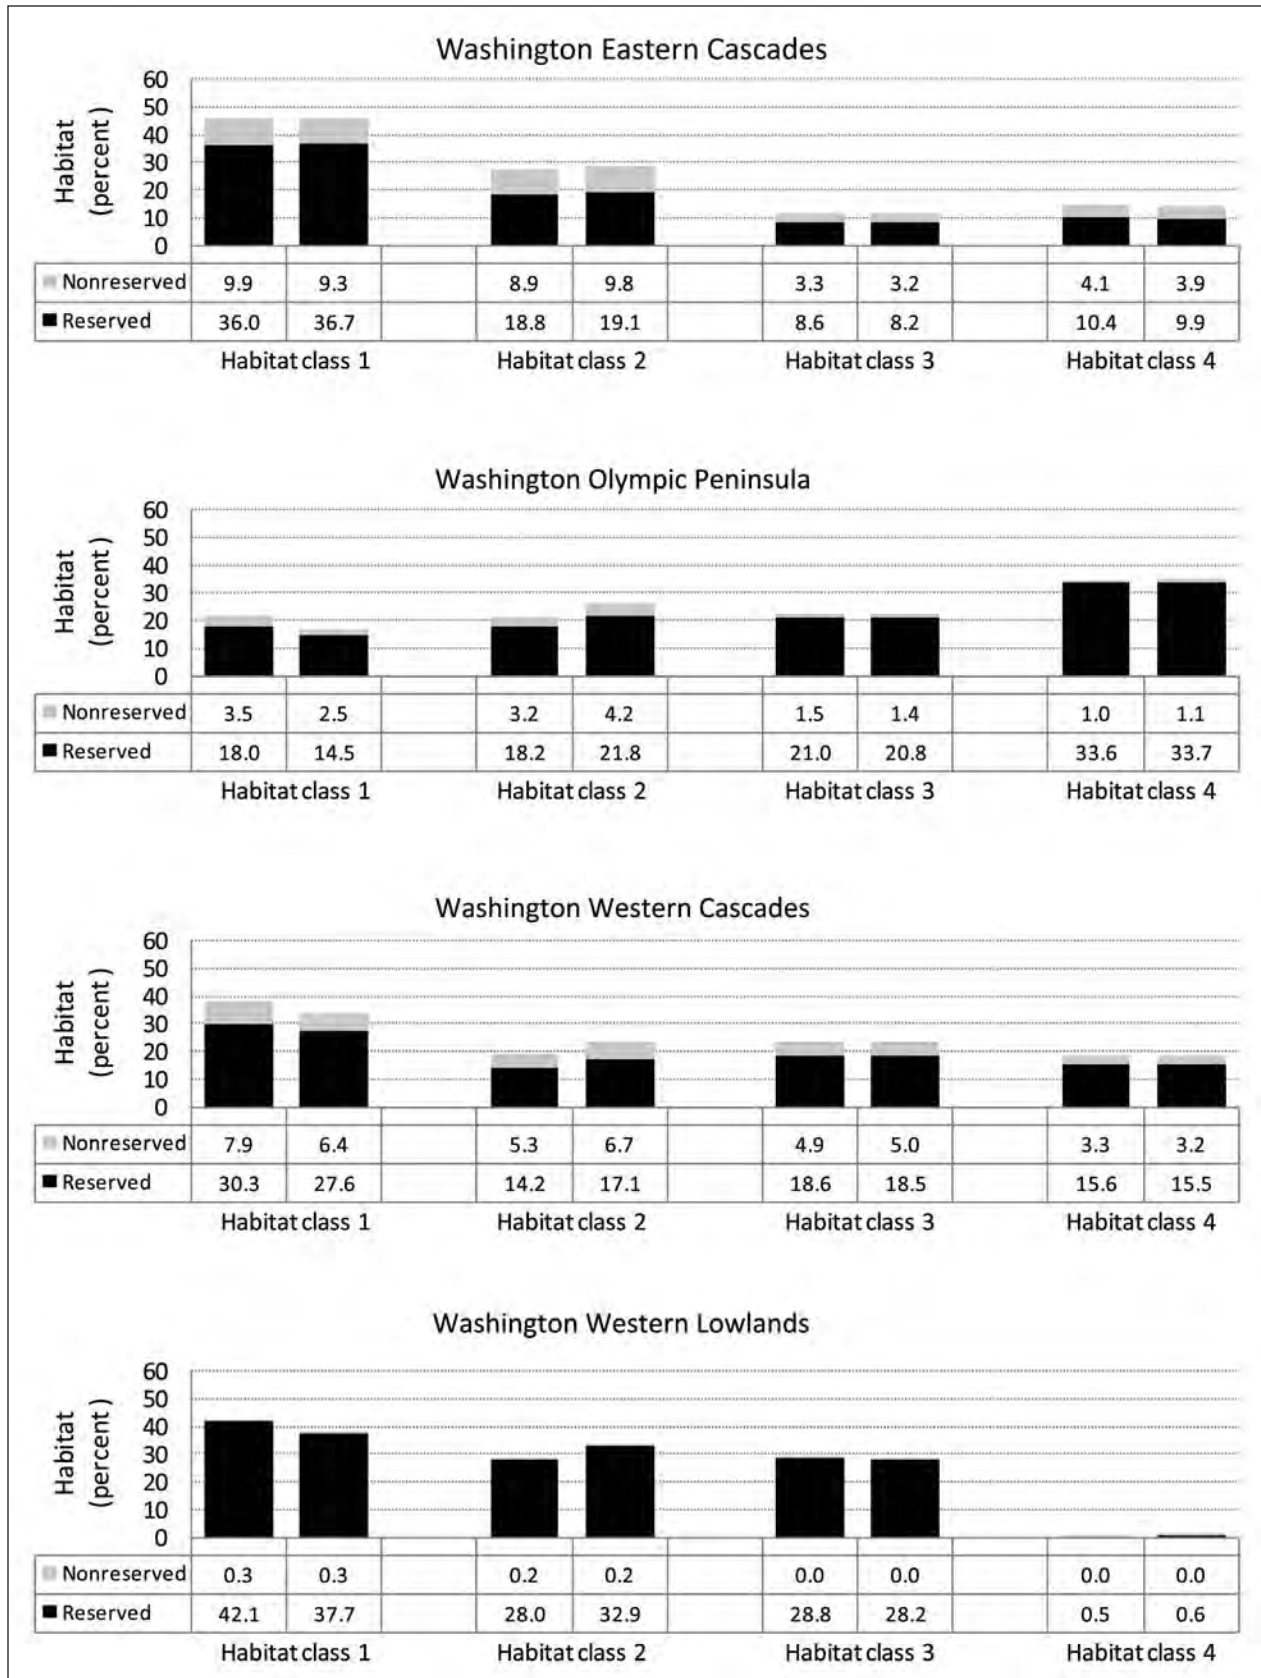 Washington Eastern Cascades
Habitat
(percent)
60
50
40
30
20
10
0
Nonreserved 9.9 9.3 8.9 9.8 3.3 3.2 4.1 3.9
Reserved 36.0 36.7 18.8 19.1 8.6 8.2 10.4 9.9
Habitat class 1 Habitat class 2 Habitat class 3 Habitat class 4
Washington Olympic Peninsula
Habitat
(percent)
60
50
40
30
20
10
0
Nonreserved 3.5 2.5 3.2 4.2 1.5 1.4 1.0 1.1
Reserved 18.0 14.5 18.2 21.8 21.0 20.8 33.6 33.7
Habitat class 1 Habitat class 2 Habitat class 3 Habitat class 4
Washington Western Cascades
Habitat
(percent)
60
50
40
30
20
10
0
Nonreserved 7.9 6.4 5.3 6.7 4.9 5.0 3.3 3.2
Reserved 30.3 27.6 14.2 17.1 18.6 18.5 15.6 15.5
Habitat class 1 Habitat class 2 Habitat class 3 Habitat class 4
Washington Western Lowlands
Habitat
(percent)
60
50
40
30
20
10
0
Nonreserved 0.3 0.3 0.2 0.2 0.0 0.0 0.0 0.0
Reserved 42.1 37.7 28.0 32.9 28.8 28.2 0.5 0.6
Habitat class 1 Habitat class 2 Habitat class 3 Habitat class 4